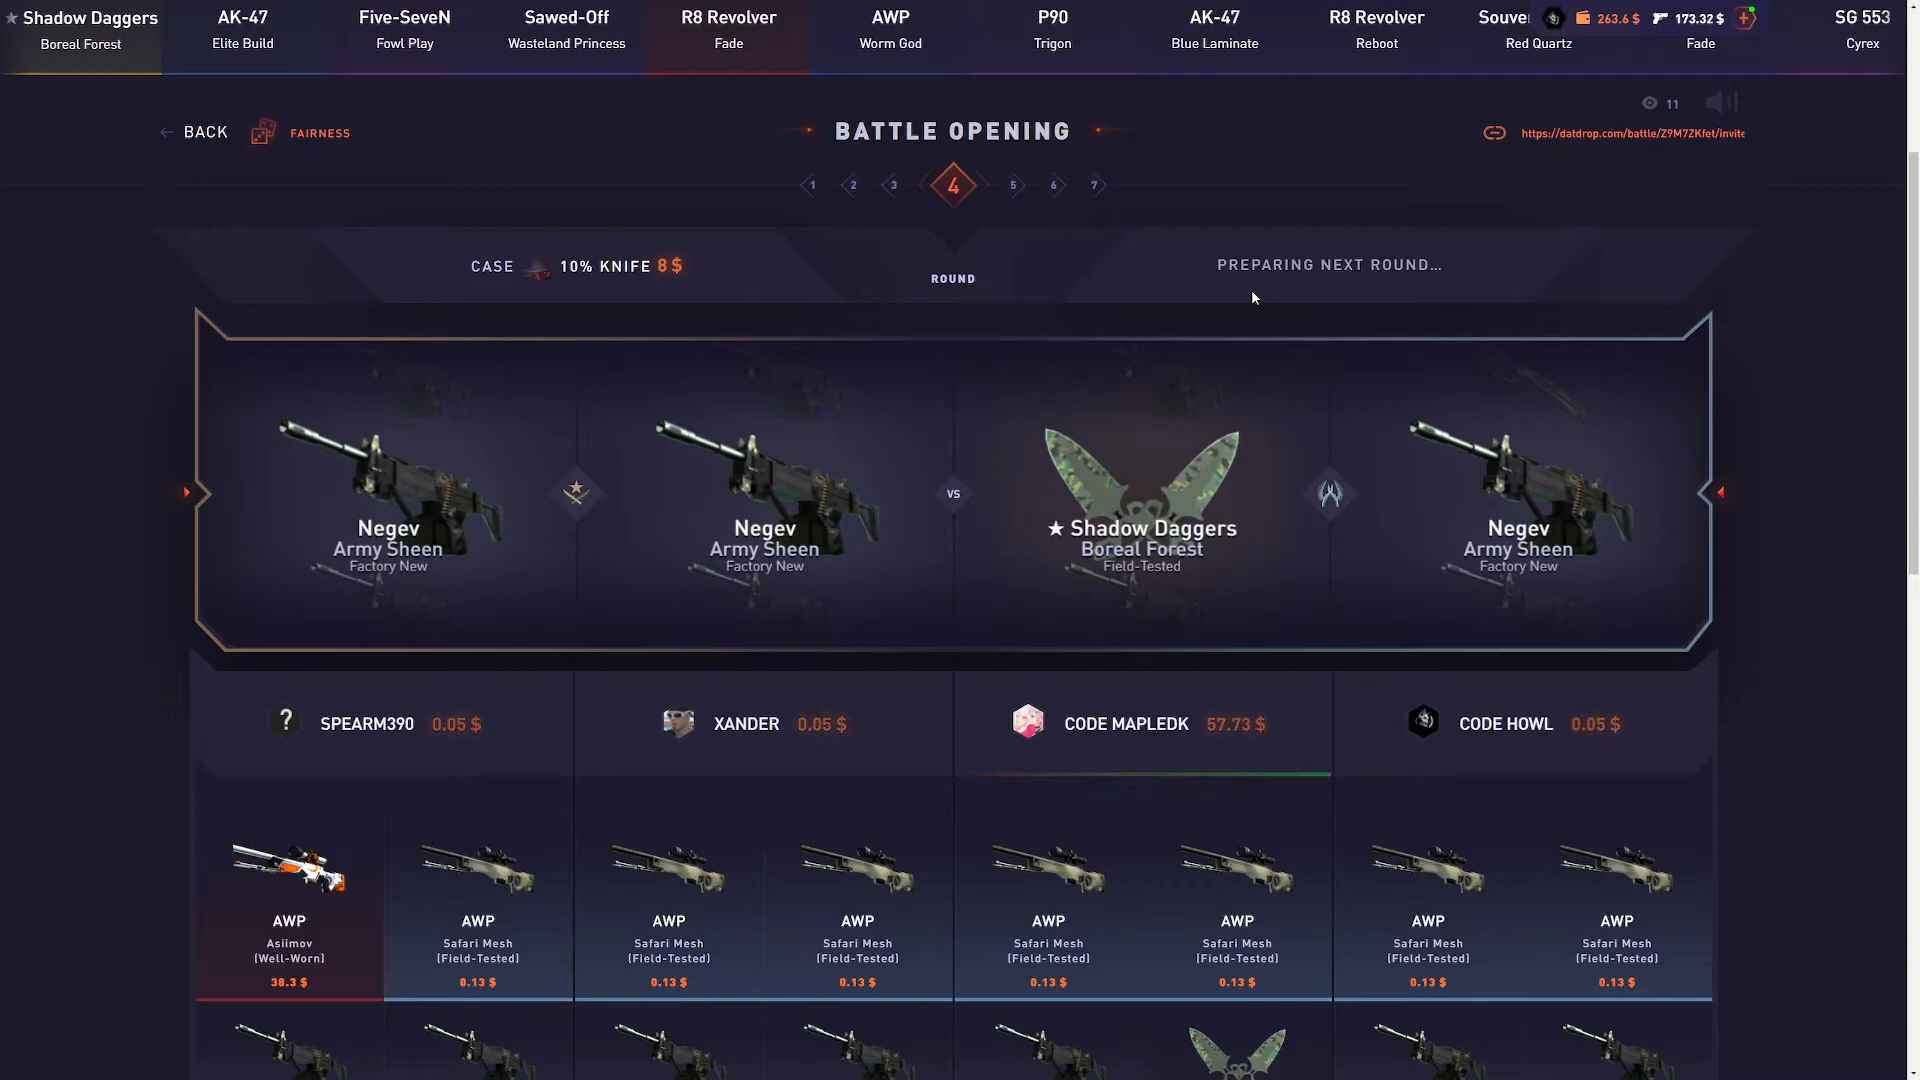 ★ Shadow Daggers
Boreal Forest
AK-47
Elite Build
Five-SeveN
Fowl Play
Sawed-Off
Wasteland Princess
R8 Revolver
Fade
AWP
Worm God
P90
Trigon
AK-47
Blue Laminate
R8 Revolver
Reboot
Souve
Red Quartz
263.6 $
173.32 $
Fade
SG 553
Cyrex
11
← BACK
FAIRNESS
BATTLE OPENING
https://datdrop.com/battle/Z9M7ZKfet/invite
1 2 3 4 5 6 7
CASE 10% KNIFE 8 $
ROUND
PREPARING NEXT ROUND...
Negev
Army Sheen
Factory New
Negev
Army Sheen
Factory New
VS
★ Shadow Daggers
Boreal Forest
Field-Tested
Negev
Army Sheen
Factory New
? SPEARM390 0.05 $
XANDER 0.05 $
CODE MAPLEDK 57.73 $
CODE HOWL 0.05 $
AWP
Asiimov
(Well-Worn)
38.3 $
AWP
Safari Mesh
(Field-Tested)
0.13 $
AWP
Safari Mesh
(Field-Tested)
0.13 $
AWP
Safari Mesh
(Field-Tested)
0.13 $
AWP
Safari Mesh
(Field-Tested)
0.13 $
AWP
Safari Mesh
(Field-Tested)
0.13 $
AWP
Safari Mesh
(Field-Tested)
0.13 $
AWP
Safari Mesh
(Field-Tested)
0.13 $